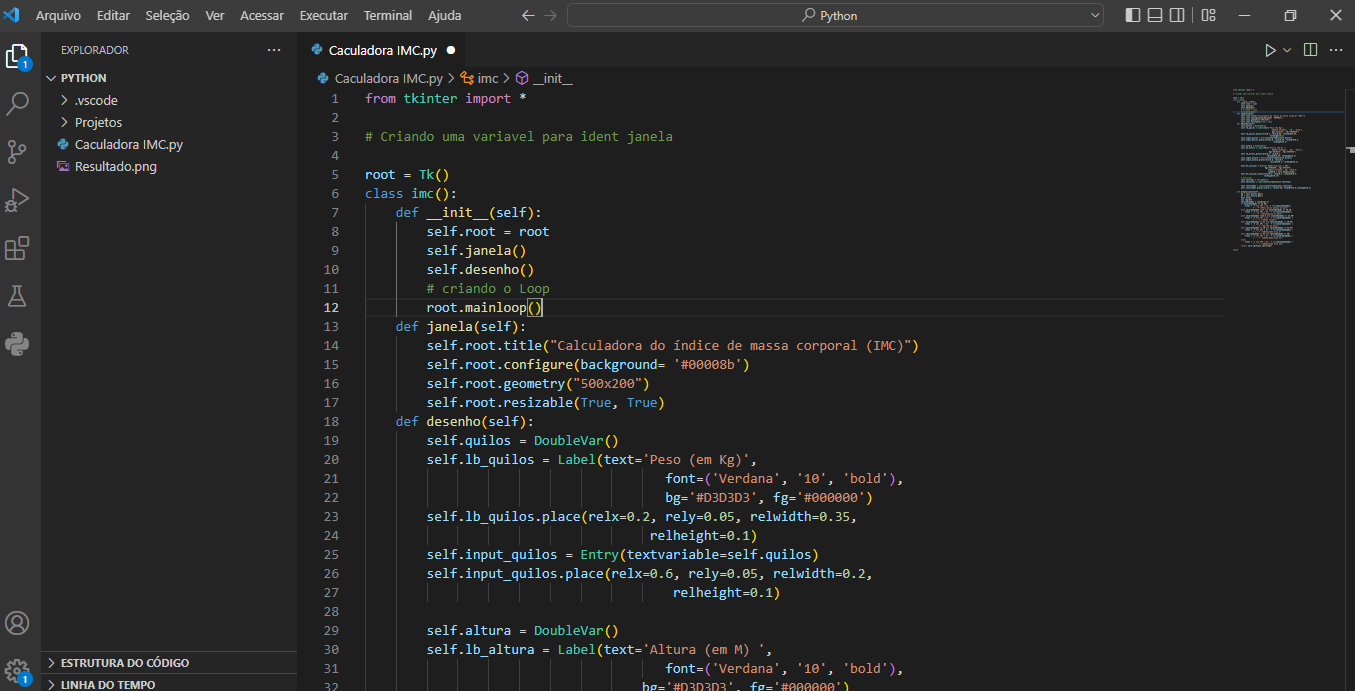 Arquivo Editar Seleção Ver Acessar Executar Terminal Ajuda
Python
EXPLORADOR
PYTHON
.vscode
Projetos
Caculadora IMC.py
Resultado.png
ESTRUTURA DO CÓDIGO
LINHA DO TEMPO
1
1
Caculadora IMC.py
Caculadora IMC.py > imc > __init__
1 from tkinter import *
2
3 # Criando uma variavel para ident janela
4
5 root = Tk()
6 class imc():
7 def __init__(self):
8 self.root = root
9 self.janela()
10 self.desenho()
11 # criando o Loop
12 root.mainloop()
13 def janela(self):
14 self.root.title("Calculadora do índice de massa corporal (IMC)")
15 self.root.configure(background= '#00008b')
16 self.root.geometry("500x200")
17 self.root.resizable(True, True)
18 def desenho(self):
19 self.quilos = DoubleVar()
20 self.lb_quilos = Label(text='Peso (em Kg)',
21 font=('Verdana', '10', 'bold'),
22 bg='#D3D3D3', fg='#000000')
23 self.lb_quilos.place(relx=0.2, rely=0.05, relwidth=0.35,
24 relheight=0.1)
25 self.input_quilos = Entry(textvariable=self.quilos)
26 self.input_quilos.place(relx=0.6, rely=0.05, relwidth=0.2,
27 relheight=0.1)
28
29 self.altura = DoubleVar()
30 self.lb_altura = Label(text='Altura (em M) ',
31 font=('Verdana', '10', 'bold'),
32 bg='#D3D3D3', fg='#000000')